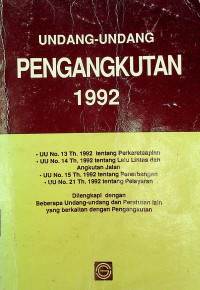 UNDANG-UNDANG
PENGANGKUTAN
1992
- UU No. 13 Th. 1992 tentang Perkeretaapian
- UU No. 14 Th. 1992 tentang Lalu Lintas dan
Angkutan Jalan
- UU No. 15 Th. 1992 tentang Penerbangan
- UU No. 21 Th. 1992 tentang Pelayaran
Dilengkapi dengan
Beberapa Undang-undang dan Peraturan lain
yang berkaitan dengan Pengangkutan